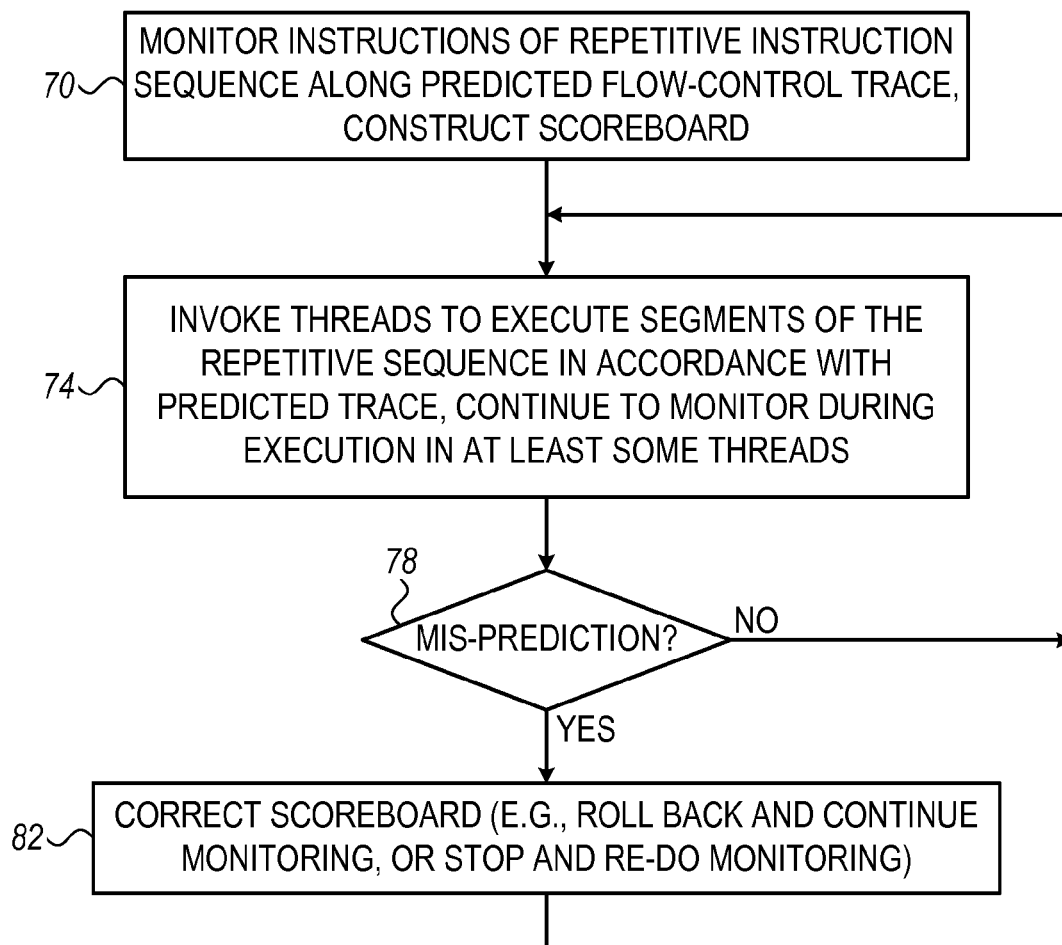 MONITOR INSTRUCTIONS OF REPETITIVE INSTRUCTION
70 SEQUENCE ALONG PREDICTED FLOW-CONTROL TRACE,
CONSTRUCT SCOREBOARD
INVOKE THREADS TO EXECUTE SEGMENTS OF THE
REPETITIVE SEQUENCE IN ACCORDANCE WITH
74 PREDICTED TRACE, CONTINUE TO MONITOR DURING
EXECUTION IN AT LEAST SOME THREADS
78
MIS-PREDICTION? NO
YES
CORRECT SCOREBOARD (E.G., ROLL BACK AND CONTINUE
82 MONITORING, OR STOP AND RE-DO MONITORING)